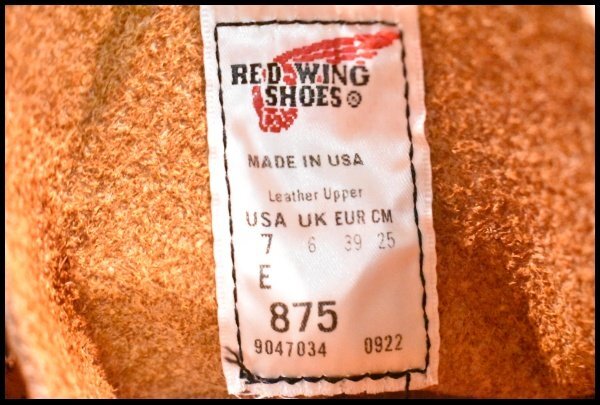 RED WING
SHOES®
MADE IN USA
Leather Upper
USA UK EUR CM
7 6 39 25
E
875
9047034 0922